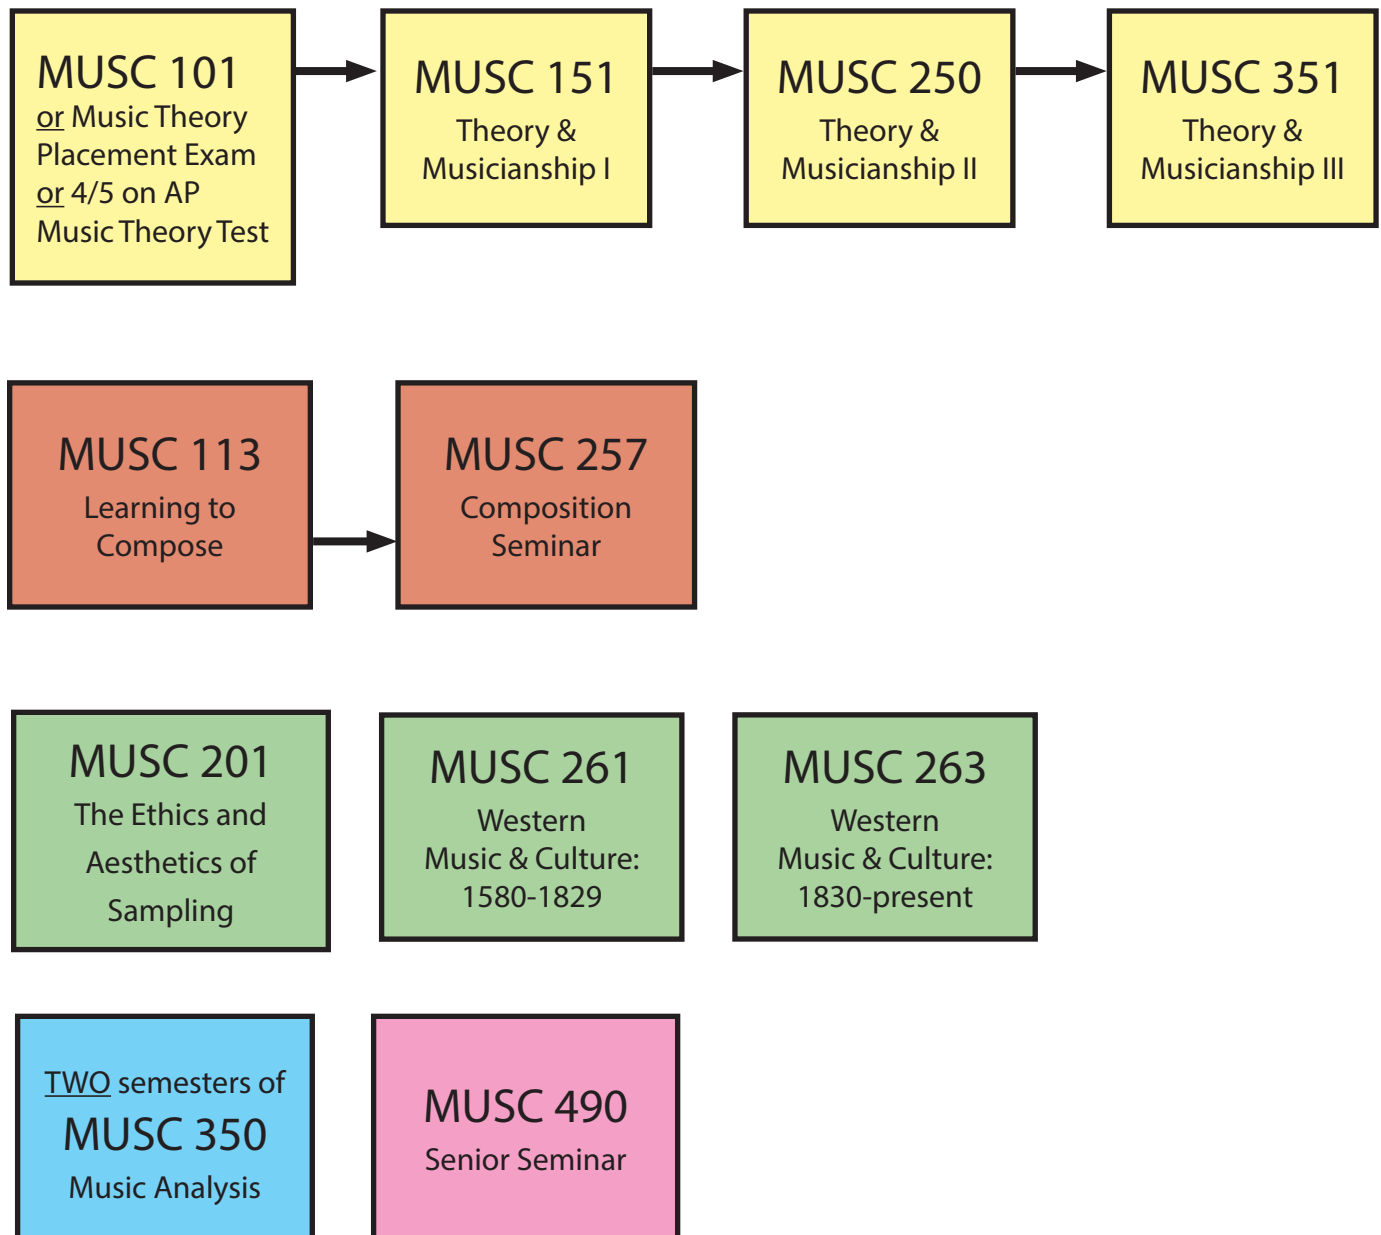 MUSC 101
or Music Theory
Placement Exam
or 4/5 on AP
Music Theory Test
MUSC 151
Theory &
Musicianship I
MUSC 250
Theory &
Musicianship II
MUSC 351
Theory &
Musicianship III
MUSC 113
Learning to
Compose
MUSC 257
Composition
Seminar
MUSC 201
The Ethics and
Aesthetics of
Sampling
MUSC 261
Western
Music & Culture:
1580-1829
MUSC 263
Western
Music & Culture:
1830-present
TWO semesters of
MUSC 350
Music Analysis
MUSC 490
Senior Seminar